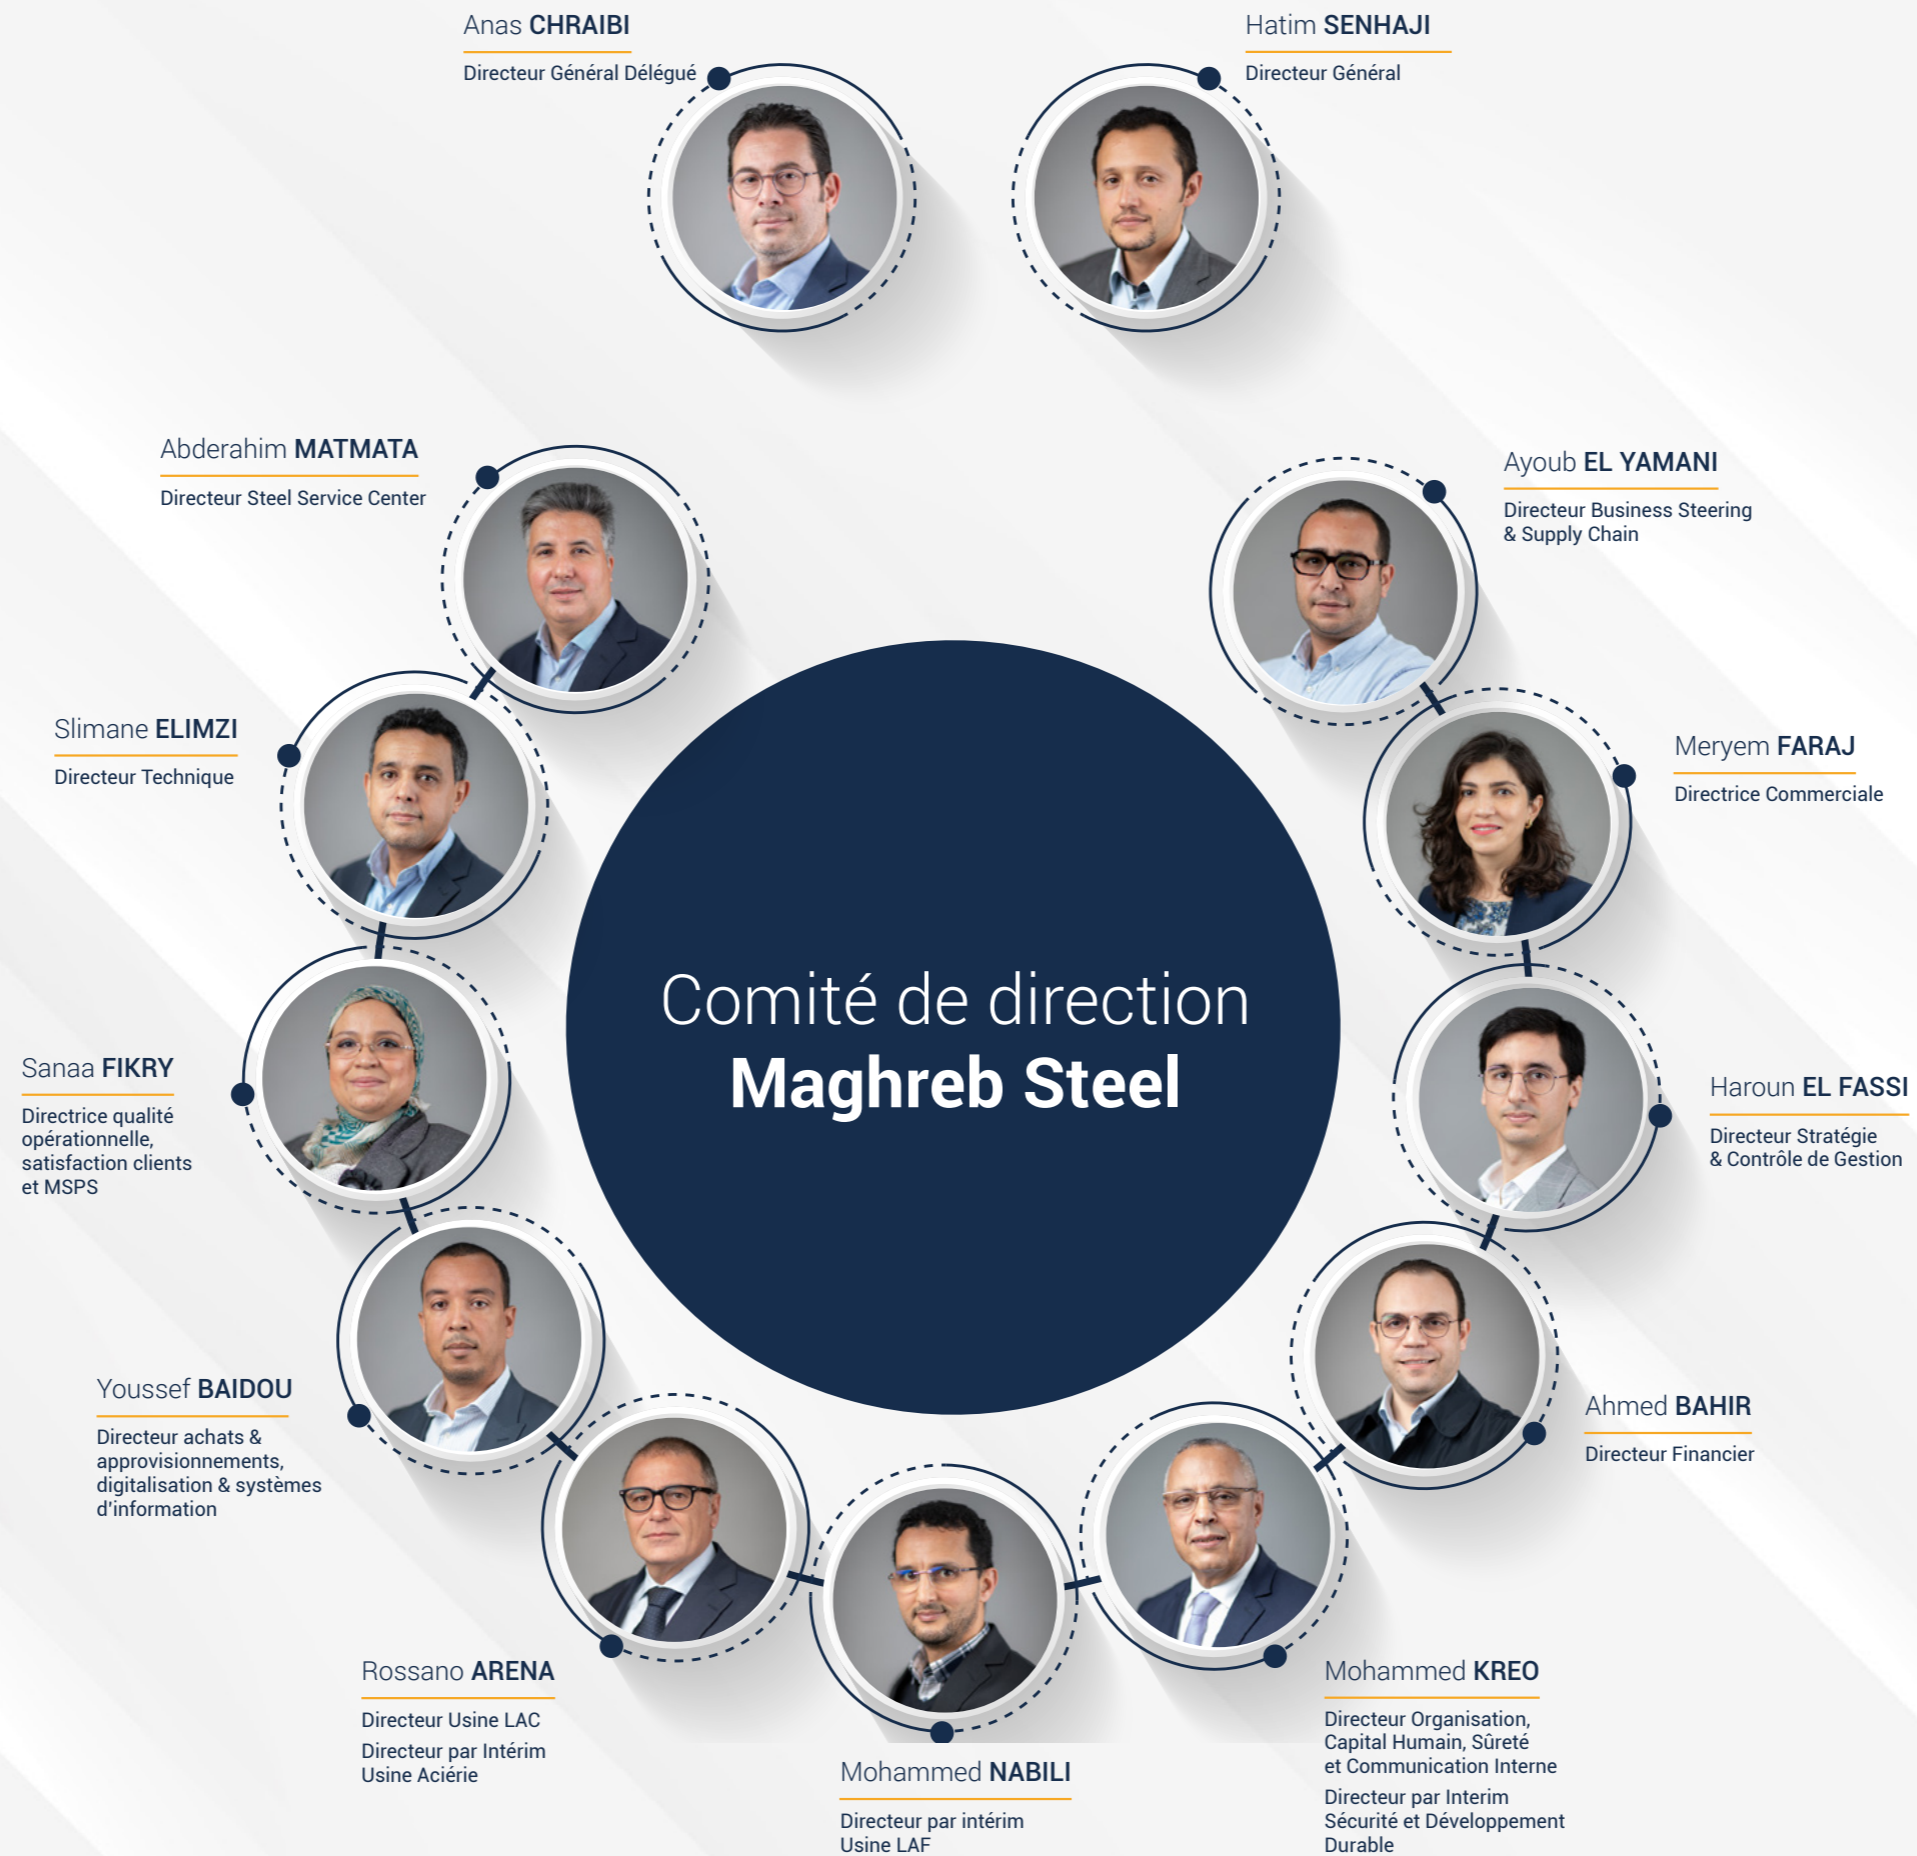 Anas CHRAIBI
Directeur Général Délégué
Hatim SENHAJI
Directeur Général
Abderahim MATMATA
Directeur Steel Service Center
Ayoub EL YAMANI
Directeur Business Steering
& Supply Chain
Slimane ELIMZI
Directeur Technique
Meryem FARAJ
Directrice Commerciale
Comité de direction
Maghreb Steel
Sanaa FIKRY
Directrice qualité
opérationnelle,
satisfaction clients
et MSPS
Haroun EL FASSI
Directeur Stratégie
& Contrôle de Gestion
Youssef BAIDOU
Directeur achats &
approvisionnements,
digitalisation & systèmes
d'information
Ahmed BAHIR
Directeur Financier
Rossano ARENA
Directeur Usine LAC
Directeur par Intérim
Usine Aciérie
Mohammed NABILI
Directeur par intérim
Usine LAF
Mohammed KREO
Directeur Organisation,
Capital Humain, Sûreté
et Communication Interne
Directeur par Interim
Sécurité et Développement
Durable